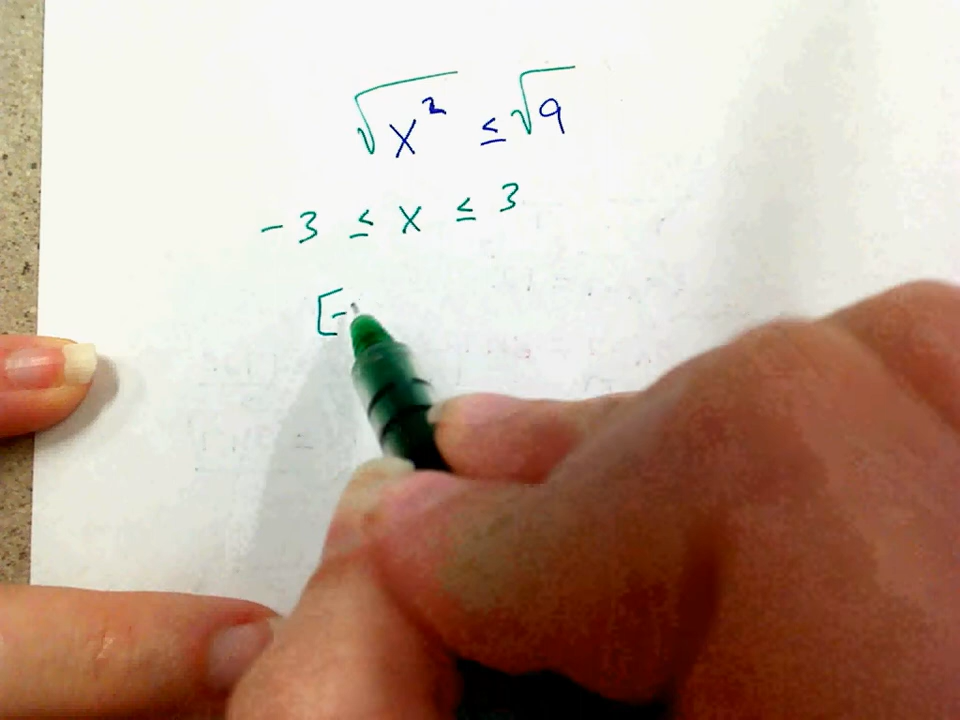 √x² ≤ √9
-3 ≤ x ≤ 3
[-